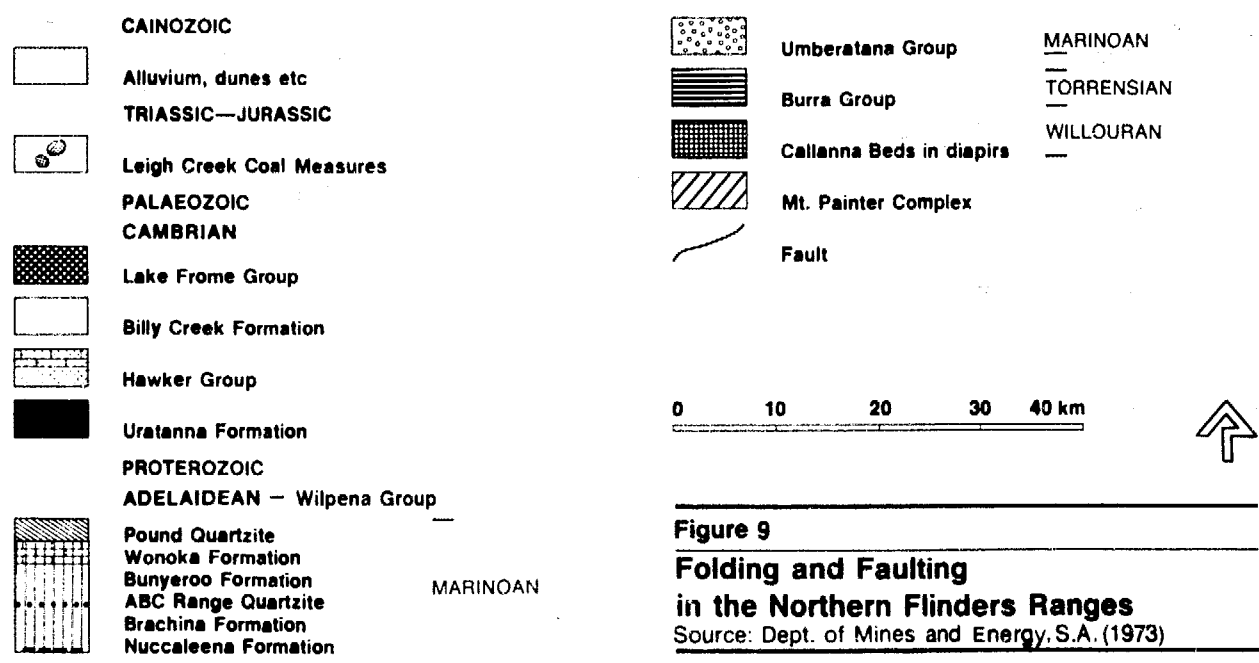 CAINOZOIC
Alluvium, dunes etc
TRIASSIC—JURASSIC
Leigh Creek Coal Measures
PALAEOZOIC
CAMBRIAN
Lake Frome Group
Billy Creek Formation
Hawker Group
Uratanna Formation
PROTEROZOIC
ADELAIDEAN — Wilpena Group
Pound Quartzite
Wonoka Formation
Bunyeroo Formation
ABC Range Quartzite
Brachina Formation
Nuccaleena Formation
MARINOAN
Umberatana Group
MARINOAN
Burra Group
TORRENSIAN
Callanna Beds in diapirs
WILLOURAN
Mt. Painter Complex
Fault
0 10 20 30 40 km
Figure 9
Folding and Faulting
in the Northern Flinders Ranges
Source: Dept. of Mines and Energy, S.A. (1973)